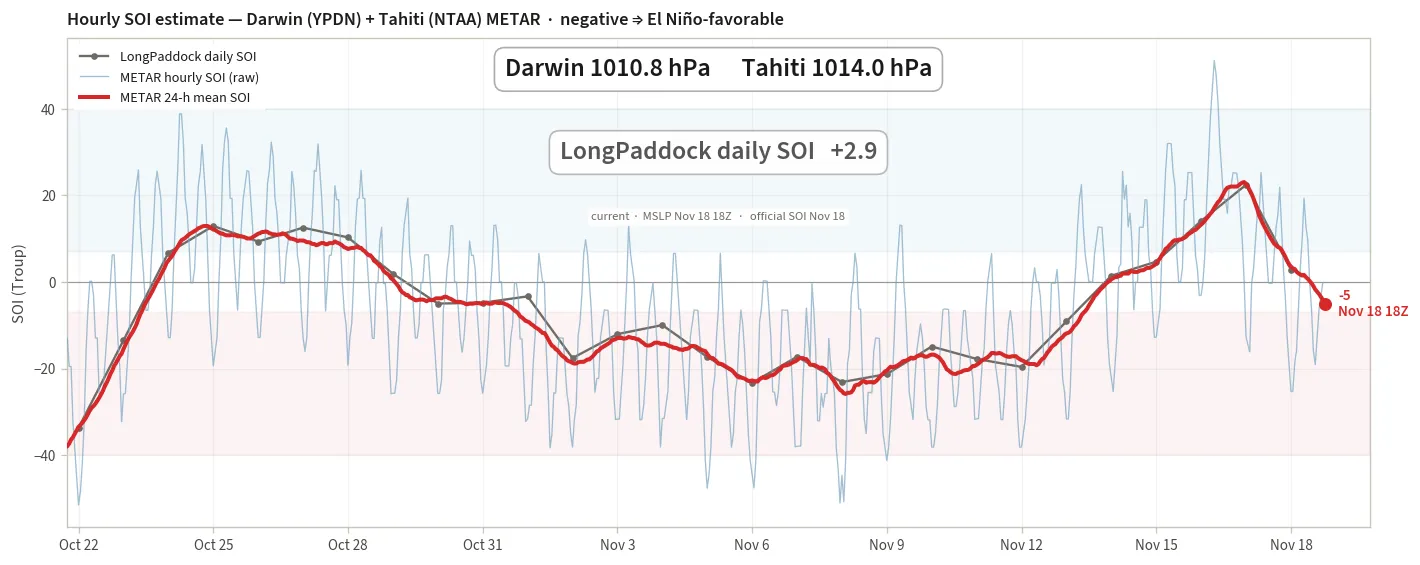 Hourly SOI estimate — Darwin (YPDN) + Tahiti (NTAA) METAR · negative ⇒ El Niño-favorable
LongPaddock daily SOI
METAR hourly SOI (raw)
METAR 24-h mean SOI
Darwin 1010.8 hPa Tahiti 1014.0 hPa
LongPaddock daily SOI +2.9
current · MSLP Nov 18 18Z · official SOI Nov 18
SOI (Troup)
40
20
0
−20
−40
-5
Nov 18 18Z
Oct 22 Oct 25 Oct 28 Oct 31 Nov 3 Nov 6 Nov 9 Nov 12 Nov 15 Nov 18